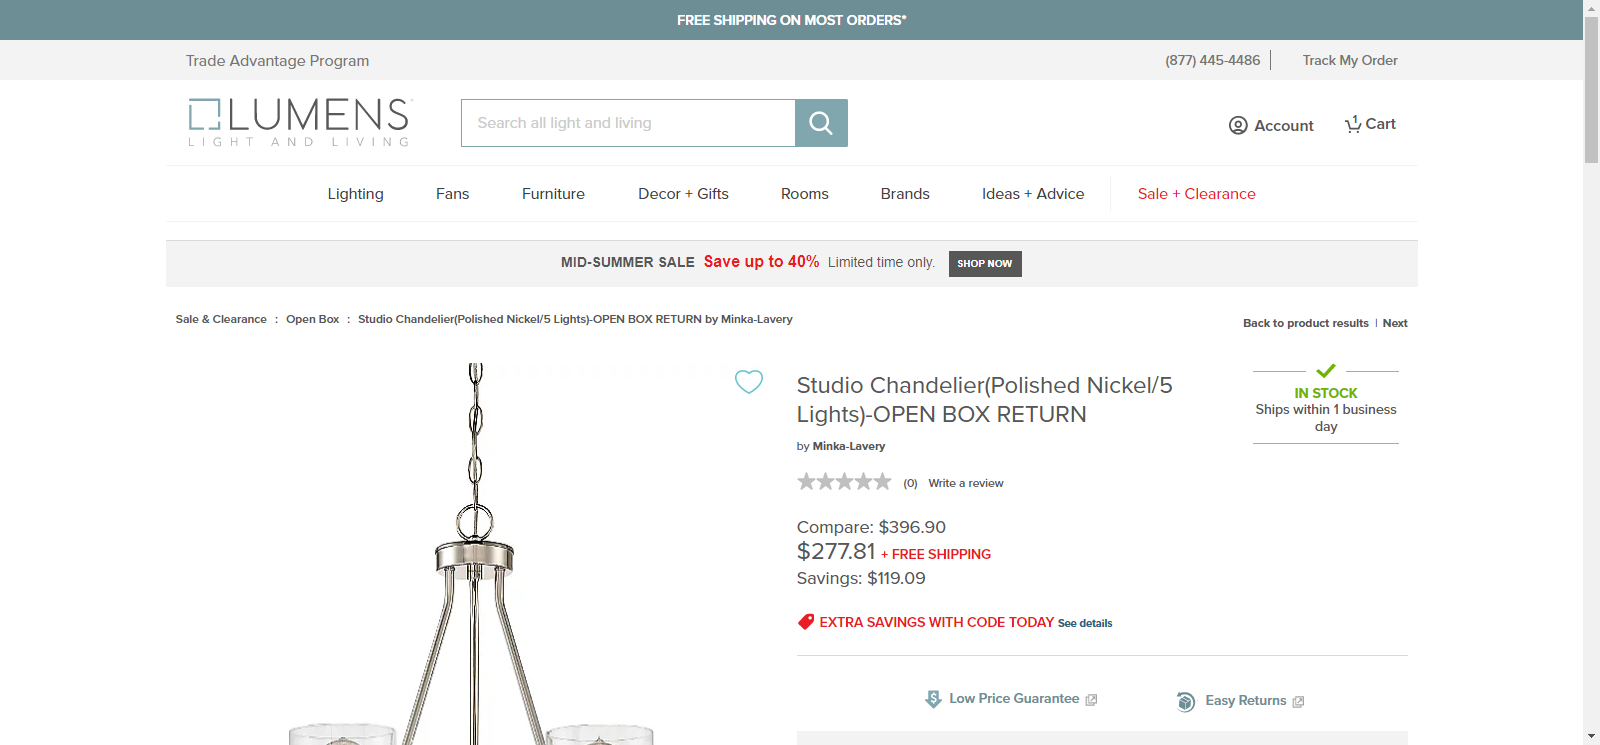 FREE SHIPPING ON MOST ORDERS*
Trade Advantage Program
(877) 445-4486
Track My Order
LUMENS
LIGHT AND LIVING
Search all light and living
Account
1
Cart
Lighting
Fans
Furniture
Decor + Gifts
Rooms
Brands
Ideas + Advice
Sale + Clearance
MID-SUMMER SALE Save up to 40% Limited time only. SHOP NOW
Sale & Clearance : Open Box : Studio Chandelier(Polished Nickel/5 Lights)-OPEN BOX RETURN by Minka-Lavery
Back to product results | Next
Studio Chandelier(Polished Nickel/5
Lights)-OPEN BOX RETURN
by Minka-Lavery
(0) Write a review
IN STOCK
Ships within 1 business
day
Compare: $396.90
$277.81 + FREE SHIPPING
Savings: $119.09
EXTRA SAVINGS WITH CODE TODAY See details
Low Price Guarantee
Easy Returns